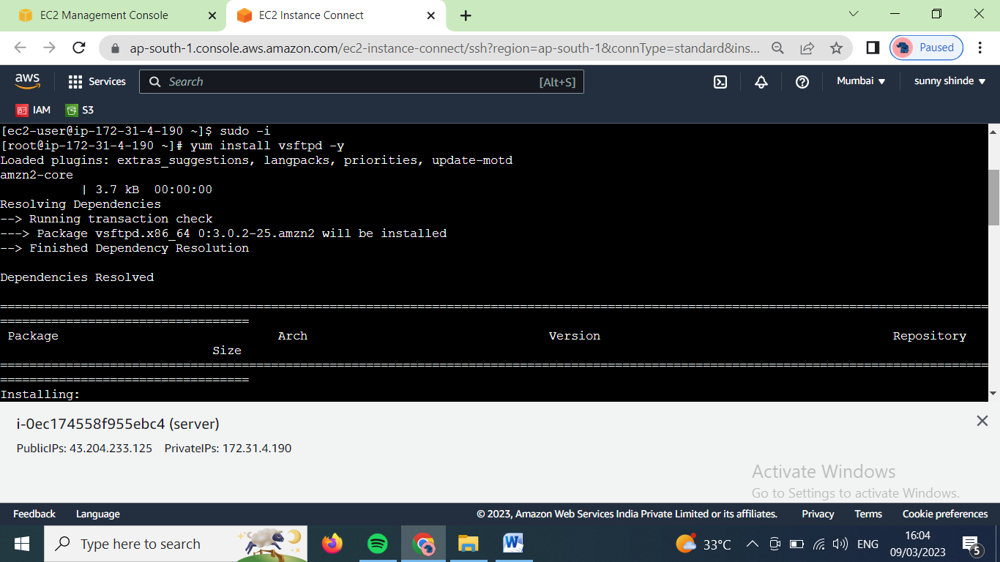 EC2 Management Console
EC2 Instance Connect
ap-south-1.console.aws.amazon.com/ec2-instance-connect/ssh?region=ap-south-1&connType=standard&ins...
Paused
aws
Services
Search
[Alt+S]
Mumbai
sunny shinde
IAM
S3
[ec2-user@ip-172-31-4-190 ~]$ sudo -i
[root@ip-172-31-4-190 ~]# yum install vsftpd -y
Loaded plugins: extras_suggestions, langpacks, priorities, update-motd
amzn2-core
| 3.7 kB  00:00:00
Resolving Dependencies
--> Running transaction check
---> Package vsftpd.x86_64 0:3.0.2-25.amzn2 will be installed
--> Finished Dependency Resolution
Dependencies Resolved
================================================================================
==================================
Package Arch Version Repository
Size
================================================================================
==================================
Installing:
i-0ec174558f955ebc4 (server)
PublicIPs: 43.204.233.125 PrivateIPs: 172.31.4.190
Activate Windows
Go to Settings to activate Windows.
Feedback Language © 2023, Amazon Web Services India Private Limited or its affiliates. Privacy Terms Cookie preferences
Type here to search
33°C
ENG
16:04
09/03/2023
5